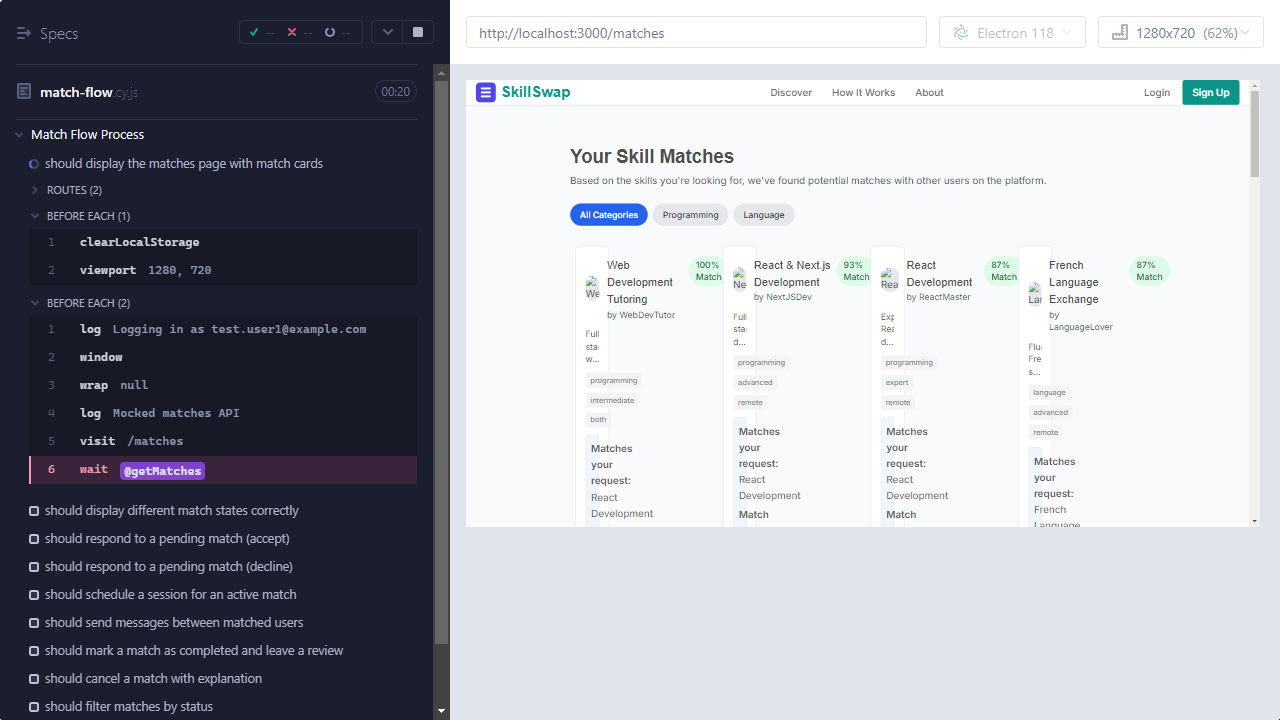 Specs
-- -- --
match-flow.cy.js
00:20
Match Flow Process
should display the matches page with match cards
ROUTES (2)
BEFORE EACH (1)
1 clearLocalStorage
2 viewport 1280, 720
BEFORE EACH (2)
1 log Logging in as test.user1@example.com
2 window
3 wrap null
4 log Mocked matches API
5 visit /matches
6 wait @getMatches
should display different match states correctly
should respond to a pending match (accept)
should respond to a pending match (decline)
should schedule a session for an active match
should send messages between matched users
should mark a match as completed and leave a review
should cancel a match with explanation
should filter matches by status
http://localhost:3000/matches
Electron 118
1280x720 (62%)
SkillSwap
Discover
How It Works
About
Login
Sign Up
Your Skill Matches
Based on the skills you're looking for, we've found potential matches with other users on the platform.
All Categories
Programming
Language
We
Web
Development
Tutoring
by WebDevTutor
100%
Match
Full
sta
w...
programming
intermediate
both
Matches
your
request:
React
Development
Ne
React & Next.js
Development
by NextJSDev
93%
Match
Full
sta
d...
programming
advanced
remote
Matches
your
request:
React
Development
Match
Rea
React
Development
by ReactMaster
87%
Match
Exp
Rea
d...
programming
expert
remote
Matches
your
request:
React
Development
Match
Lar
French
Language
Exchange
by
LanguageLover
87%
Match
Flu
Fre
s...
language
advanced
remote
Matches
your
request:
French
Language